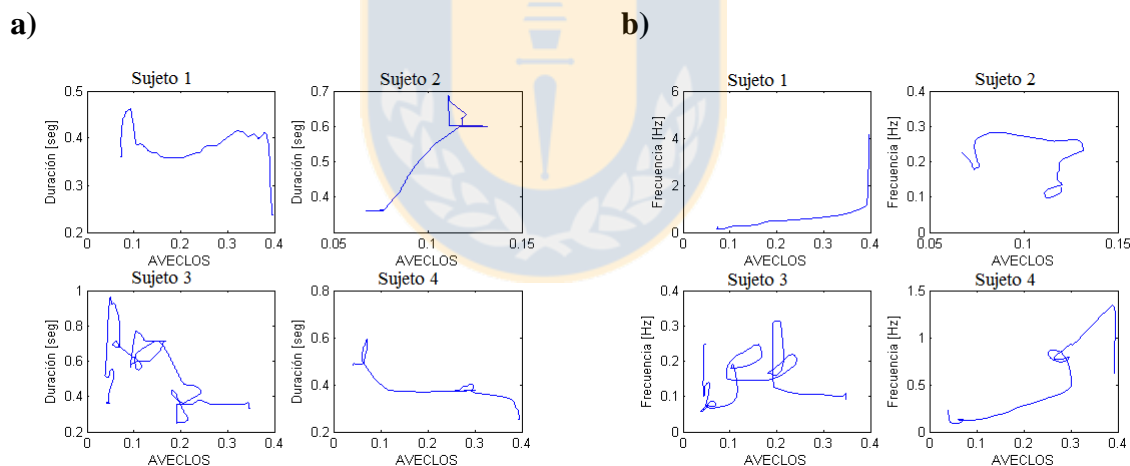 a)
b)
Sujeto 1
Duración [seg]
0.5
0.4
0.3
0.2
0 0.1 0.2 0.3 0.4
AVECLOS
Sujeto 2
Duración [seg]
0.7
0.6
0.5
0.4
0.05 0.1 0.15
AVECLOS
Sujeto 1
Frecuencia [Hz]
6
4
2
0
0 0.1 0.2 0.3 0.4
AVECLOS
Sujeto 2
Frecuencia [Hz]
0.4
0.3
0.2
0.1
0
0.05 0.1 0.15
AVECLOS
Sujeto 3
Duración [seg]
1
0.8
0.6
0.4
0.2
0 0.1 0.2 0.3 0.4
AVECLOS
Sujeto 4
Duración [seg]
0.8
0.6
0.4
0.2
0 0.1 0.2 0.3 0.4
AVECLOS
Sujeto 3
Frecuencia [Hz]
0.4
0.3
0.2
0.1
0
0 0.1 0.2 0.3 0.4
AVECLOS
Sujeto 4
Frecuencia [Hz]
1.5
1
0.5
0
0 0.1 0.2 0.3 0.4
AVECLOS